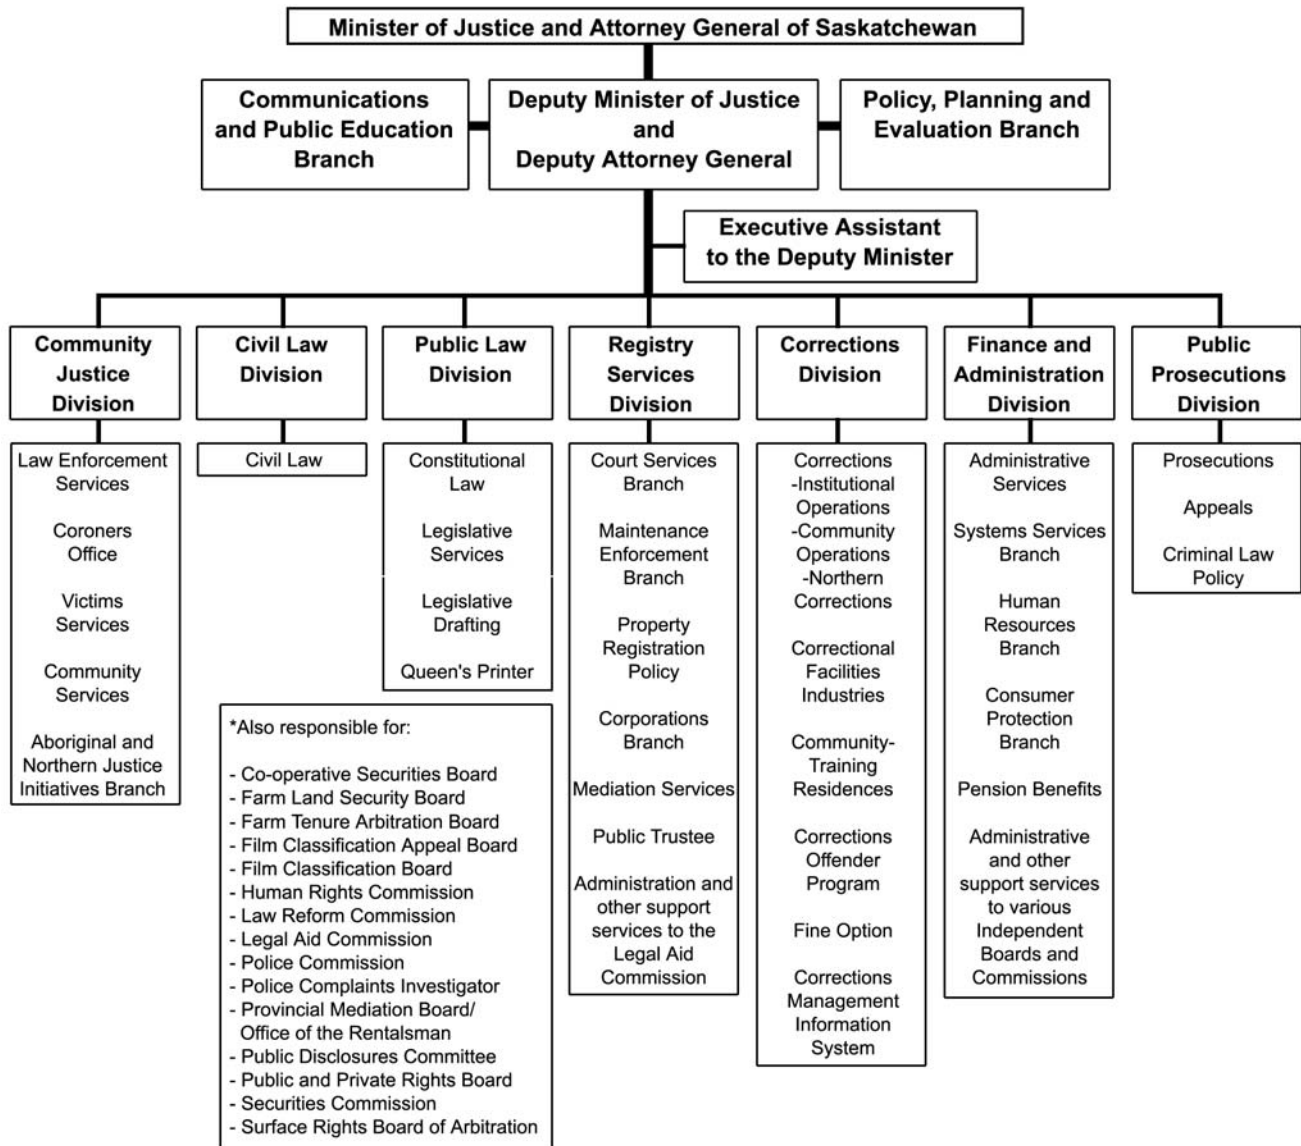 Minister of Justice and Attorney General of Saskatchewan
Communications
and Public Education
Branch
Deputy Minister of Justice
and
Deputy Attorney General
Policy, Planning and
Evaluation Branch
Executive Assistant
to the Deputy Minister
Community
Justice
Division
Civil Law
Division
Public Law
Division
Registry
Services
Division
Corrections
Division
Finance and
Administration
Division
Public
Prosecutions
Division
Law Enforcement
Services
Coroners
Office
Victims
Services
Community
Services
Aboriginal and
Northern Justice
Initiatives Branch
Civil Law
Constitutional
Law
Legislative
Services
Legislative
Drafting
Queen's Printer
*Also responsible for:
- Co-operative Securities Board
- Farm Land Security Board
- Farm Tenure Arbitration Board
- Film Classification Appeal Board
- Film Classification Board
- Human Rights Commission
- Law Reform Commission
- Legal Aid Commission
- Police Commission
- Police Complaints Investigator
- Provincial Mediation Board/
Office of the Rentalsman
- Public Disclosures Committee
- Public and Private Rights Board
- Securities Commission
- Surface Rights Board of Arbitration
Court Services
Branch
Maintenance
Enforcement
Branch
Property
Registration
Policy
Corporations
Branch
Mediation Services
Public Trustee
Administration and
other support
services to the
Legal Aid
Commission
Corrections
-Institutional
Operations
-Community
Operations
-Northern
Corrections
Correctional
Facilities
Industries
Community-
Training
Residences
Corrections
Offender
Program
Fine Option
Corrections
Management
Information
System
Administrative
Services
Systems Services
Branch
Human
Resources
Branch
Consumer
Protection
Branch
Pension Benefits
Administrative
and other
support services
to various
Independent
Boards and
Commissions
Prosecutions
Appeals
Criminal Law
Policy